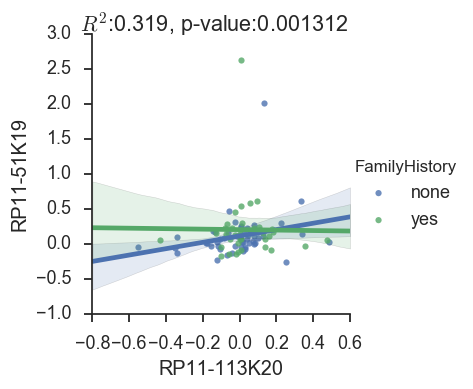 R²:0.319, p-value:0.001312
3.0
2.5
2.0
1.5
1.0
0.5
0.0
−0.5
−1.0
RP11-51K19
−0.8 −0.6 −0.4 −0.2 0.0 0.2 0.4 0.6
RP11-113K20
FamilyHistory
none
yes